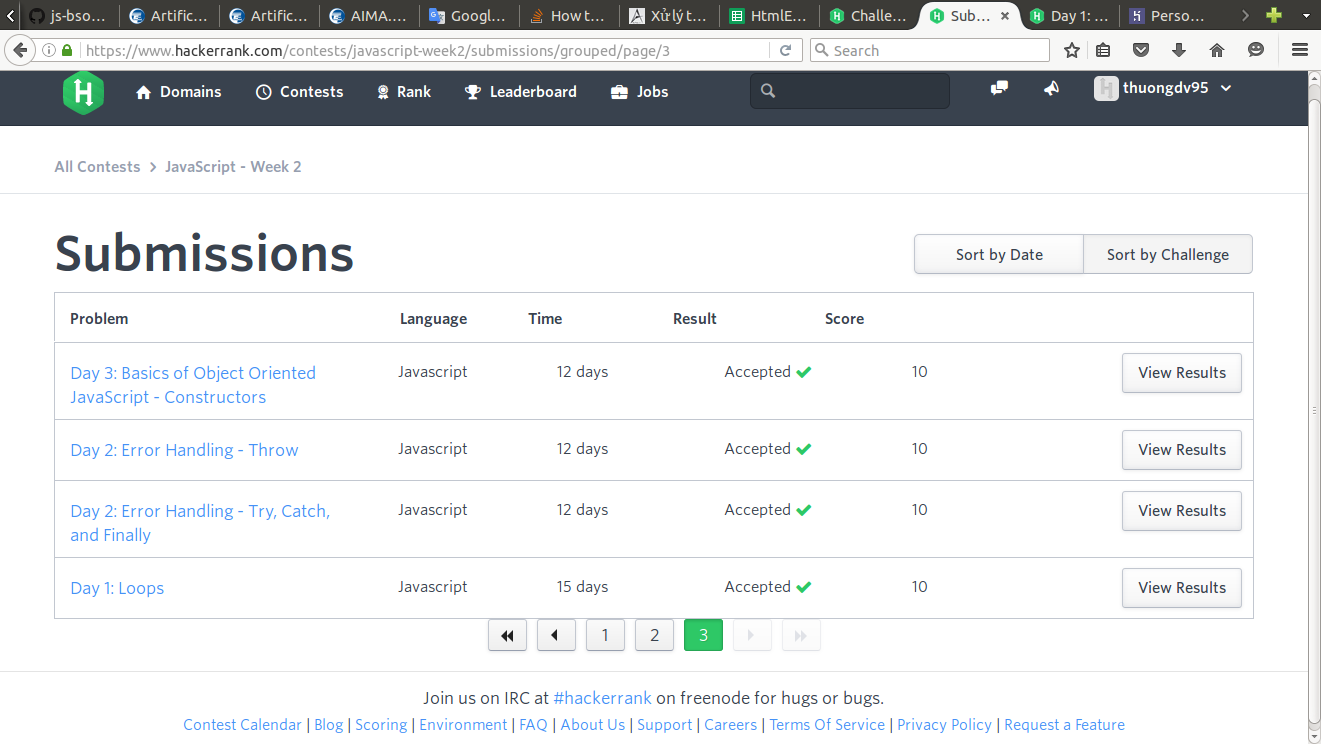 js-bso... Artific... Artific... AIMA.... Googl... How t... Xử lý t... HtmlE... Challe... Sub... Day 1: ... Perso...
https://www.hackerrank.com/contests/javascript-week2/submissions/grouped/page/3 Search
H Domains Contests Rank Leaderboard Jobs thuongdv95
All Contests > JavaScript - Week 2
Submissions
Sort by Date Sort by Challenge
Problem Language Time Result Score
Day 3: Basics of Object Oriented JavaScript - Constructors Javascript 12 days Accepted 10 View Results
Day 2: Error Handling - Throw Javascript 12 days Accepted 10 View Results
Day 2: Error Handling - Try, Catch, and Finally Javascript 12 days Accepted 10 View Results
Day 1: Loops Javascript 15 days Accepted 10 View Results
1 2 3
Join us on IRC at #hackerrank on freenode for hugs or bugs.
Contest Calendar | Blog | Scoring | Environment | FAQ | About Us | Support | Careers | Terms Of Service | Privacy Policy | Request a Feature